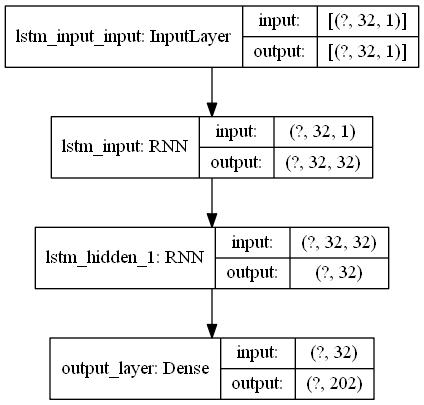 lstm_input_input: InputLayer
input: [(?, 32, 1)]
output: [(?, 32, 1)]
lstm_input: RNN
input: (?, 32, 1)
output: (?, 32, 32)
lstm_hidden_1: RNN
input: (?, 32, 32)
output: (?, 32)
output_layer: Dense
input: (?, 32)
output: (?, 202)